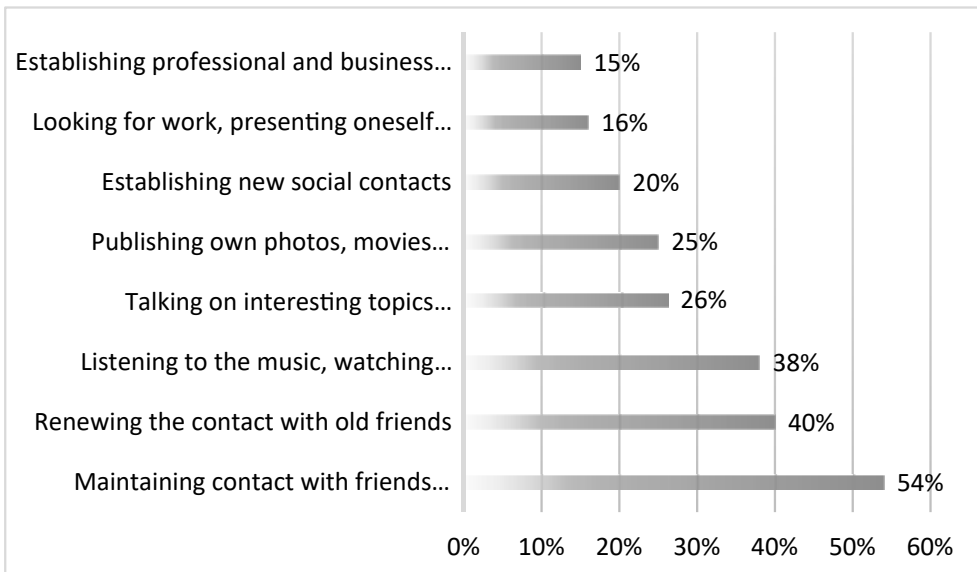 Establishing professional and business... 15%
Looking for work, presenting oneself... 16%
Establishing new social contacts 20%
Publishing own photos, movies... 25%
Talking on interesting topics... 26%
Listening to the music, watching... 38%
Renewing the contact with old friends 40%
Maintaining contact with friends... 54%
0% 10% 20% 30% 40% 50% 60%